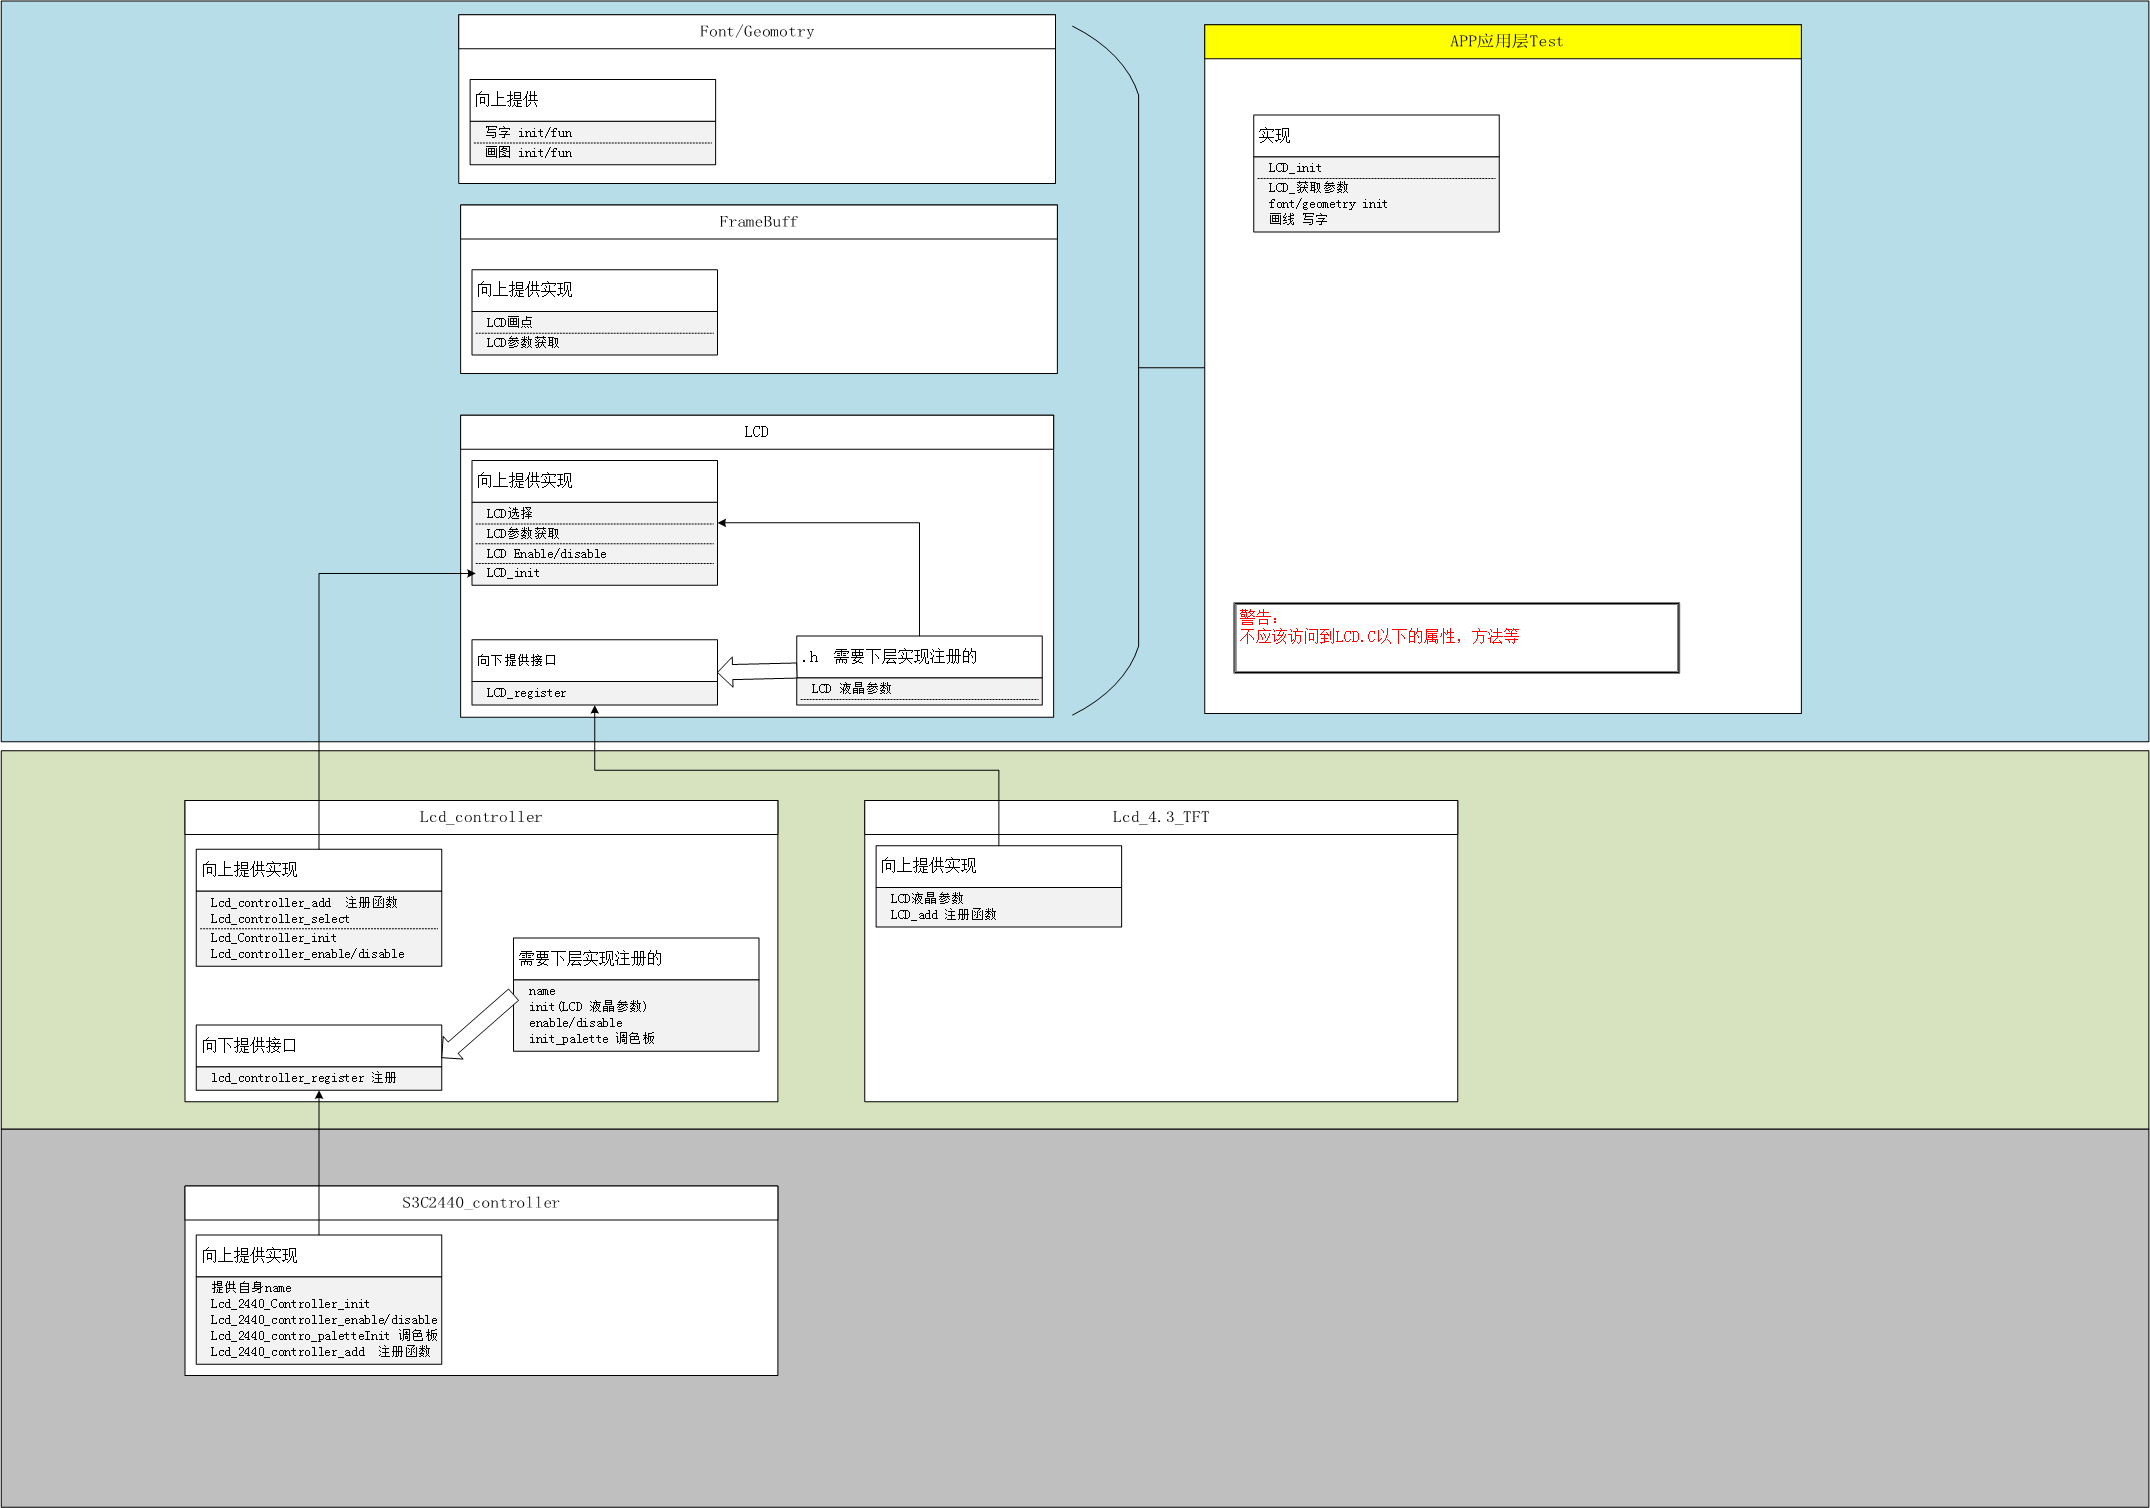 Font/Geomotry
向上提供
写字 init/fun
画图 init/fun
FrameBuff
向上提供实现
LCD画点
LCD参数获取
LCD
向上提供实现
LCD选择
LCD参数获取
LCD Enable/disable
LCD_init
向下提供接口
LCD_register
.h 需要下层实现注册的
LCD 液晶参数
APP应用层Test
实现
LCD_init
LCD_获取参数
font/geometry init
画线 写字
警告：
不应该访问到LCD.C以下的属性，方法等
Lcd_controller
向上提供实现
Lcd_controller_add 注册函数
Lcd_controller_select
Lcd_Controller_init
Lcd_controller_enable/disable
需要下层实现注册的
name
init(LCD 液晶参数)
enable/disable
init_palette 调色板
向下提供接口
lcd_controller_register 注册
Lcd_4.3_TFT
向上提供实现
LCD液晶参数
LCD_add 注册函数
S3C2440_controller
向上提供实现
提供自身name
Lcd_2440_Controller_init
Lcd_2440_controller_enable/disable
Lcd_2440_contro_paletteInit 调色板
Lcd_2440_controller_add 注册函数